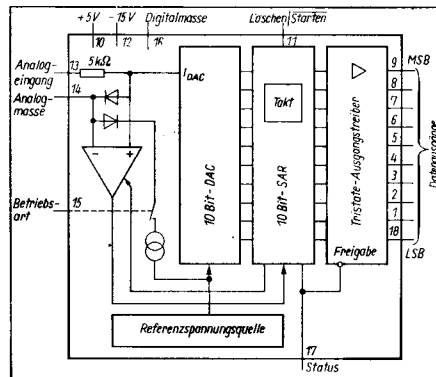 +5V -15V Digitalmasse Löschen/Starten
10 12 16 11
Analog-
eingang
13 5kΩ
Analog-
masse
14
I DAC
- +
Betriebs-
art
15
10 Bit-DAC
Takt
10 Bit-SAR
Tristate-Ausgangstreiber
Freigabe
9 MSB
8
7
6
5
4
3
2
1
18 LSB
Datenausgänge
Referenzspannungsquelle
17
Status